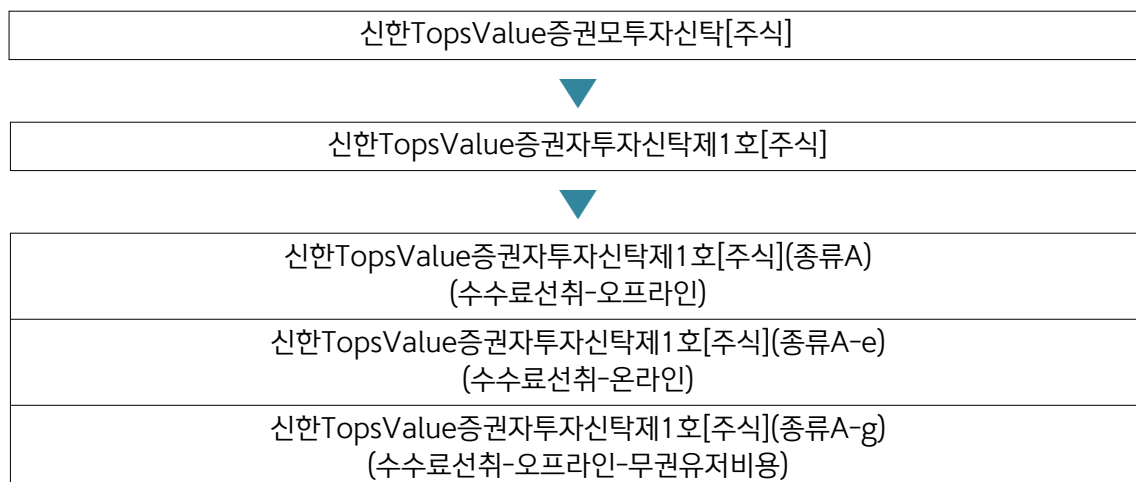 신한TopsValue증권모투자신탁[주식]
신한TopsValue증권자투자신탁제1호[주식]
신한TopsValue증권자투자신탁제1호[주식](종류A)
(수수료선취-오프라인)
신한TopsValue증권자투자신탁제1호[주식](종류A-e)
(수수료선취-온라인)
신한TopsValue증권자투자신탁제1호[주식](종류A-g)
(수수료선취-오프라인-무권유저비용)